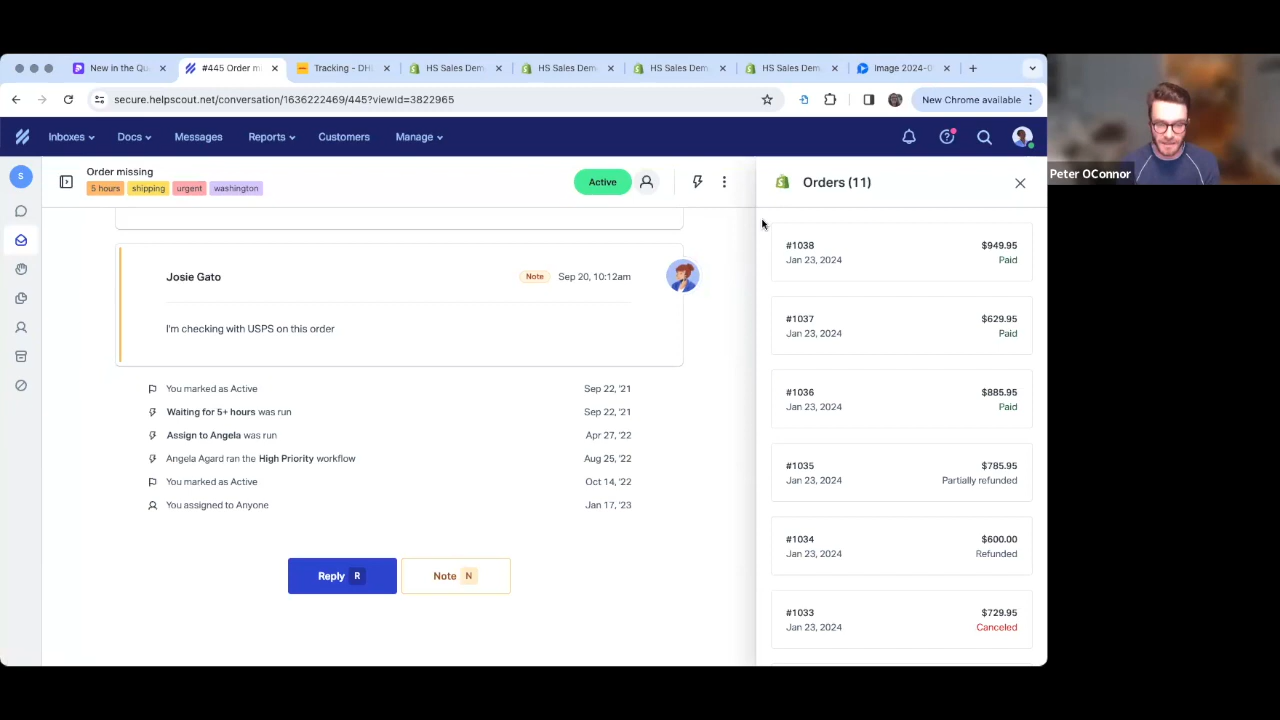 New in the Qu
#445 Order mi
Tracking - DH
HS Sales Dem
HS Sales Dem
HS Sales Dem
HS Sales Dem
Image 2024-0
secure.helpscout.net/conversation/1636222469/445?viewId=3822965
New Chrome available
Inboxes
Docs
Messages
Reports
Customers
Manage
S
Order missing
5 hours
shipping
urgent
washington
Active
Orders (11)
Peter OConnor
Josie Gato
Note
Sep 20, 10:12am
I'm checking with USPS on this order
You marked as Active
Sep 22, '21
Waiting for 5+ hours was run
Sep 22, '21
Assign to Angela was run
Apr 27, '22
Angela Agard ran the High Priority workflow
Aug 25, '22
You marked as Active
Oct 14, '22
You assigned to Anyone
Jan 17, '23
Reply R
Note N
#1038
$949.95
Jan 23, 2024
Paid
#1037
$629.95
Jan 23, 2024
Paid
#1036
$885.95
Jan 23, 2024
Paid
#1035
$785.95
Jan 23, 2024
Partially refunded
#1034
$600.00
Jan 23, 2024
Refunded
#1033
$729.95
Jan 23, 2024
Canceled